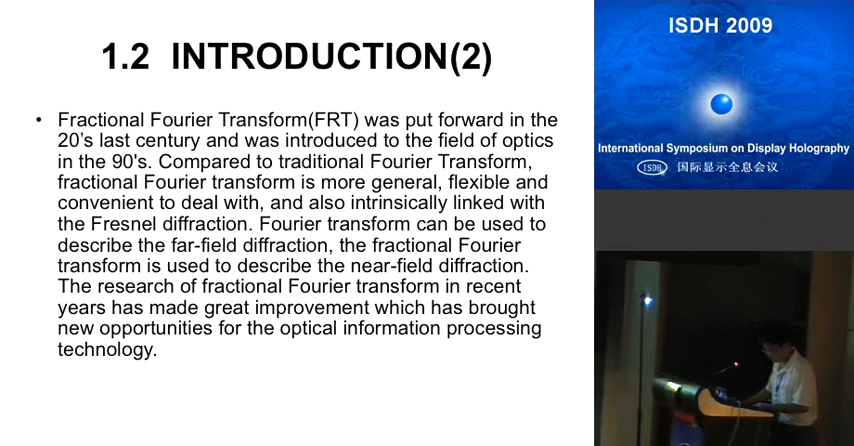 1.2 INTRODUCTION(2)
• Fractional Fourier Transform(FRT) was put forward in the
20's last century and was introduced to the field of optics
in the 90's. Compared to traditional Fourier Transform,
fractional Fourier transform is more general, flexible and
convenient to deal with, and also intrinsically linked with
the Fresnel diffraction. Fourier transform can be used to
describe the far-field diffraction, the fractional Fourier
transform is used to describe the near-field diffraction.
The research of fractional Fourier transform in recent
years has made great improvement which has brought
new opportunities for the optical information processing
technology.
ISDH 2009
International Symposium on Display Holography
ISDH 国际显示全息会议